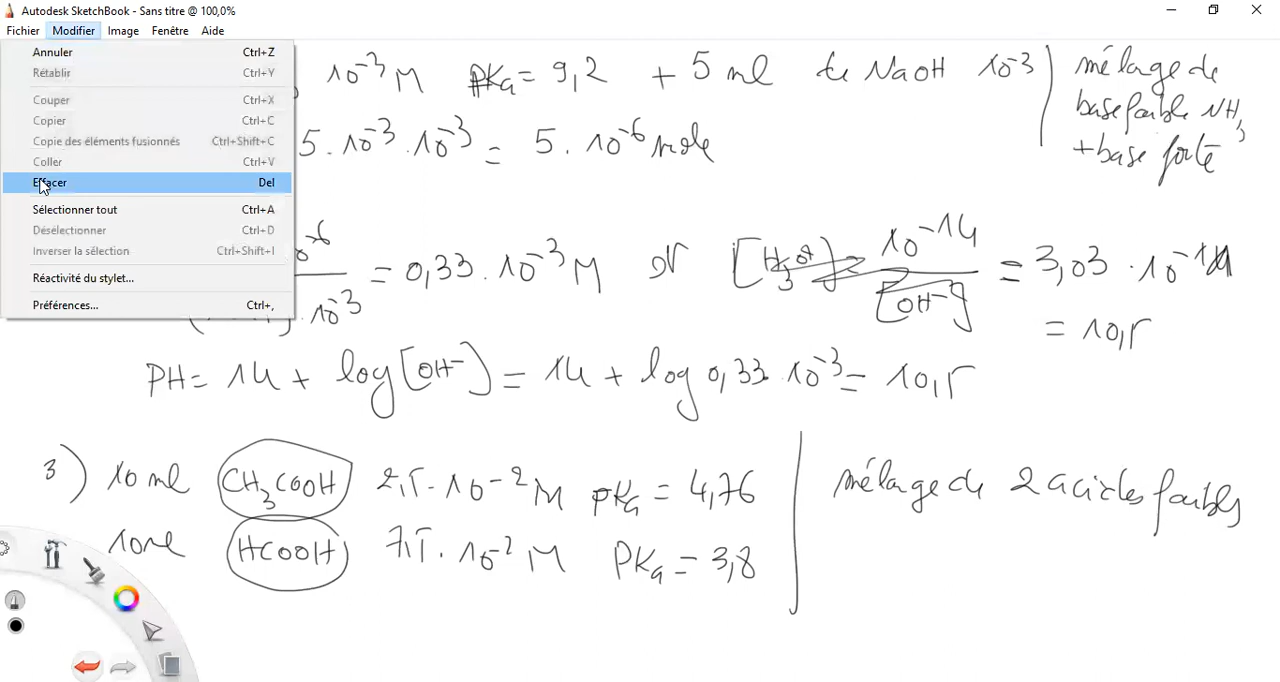 Autodesk SketchBook - Sans titre @ 100,0%
Fichier Modifier Image Fenêtre Aide
Annuler Ctrl+Z
Rétablir Ctrl+Y
Couper Ctrl+X
Copier Ctrl+C
Copie des éléments fusionnés Ctrl+Shift+C
Coller Ctrl+V
Effacer Del
Sélectionner tout Ctrl+A
Désélectionner Ctrl+D
Inverser la sélection Ctrl+Shift+I
Réactivité du stylet...
Préférences... Ctrl+,
10⁻³ M PKa = 9,2 + 5 ml de NaOH 10⁻³
mélage de
base faible NH₃
+ base forte
5. 10⁻³ 10⁻³ = 5. 10⁻⁶ mole
10⁻³
= 0,33. 10⁻³ M [H₃O⁺] = 10⁻¹⁴ / [OH⁻] = 3,03 . 10⁻¹¹
= 10,5
PH = 14 + log [OH⁻] = 14 + log 0,33 10⁻³ = 10,5
3) 10 ml CH₃COOH 2,5. 10⁻² M PKa = 4,76
10 ml HCOOH 7,5. 10⁻² M PKa = 3,8
mélage de 2 acides faibles